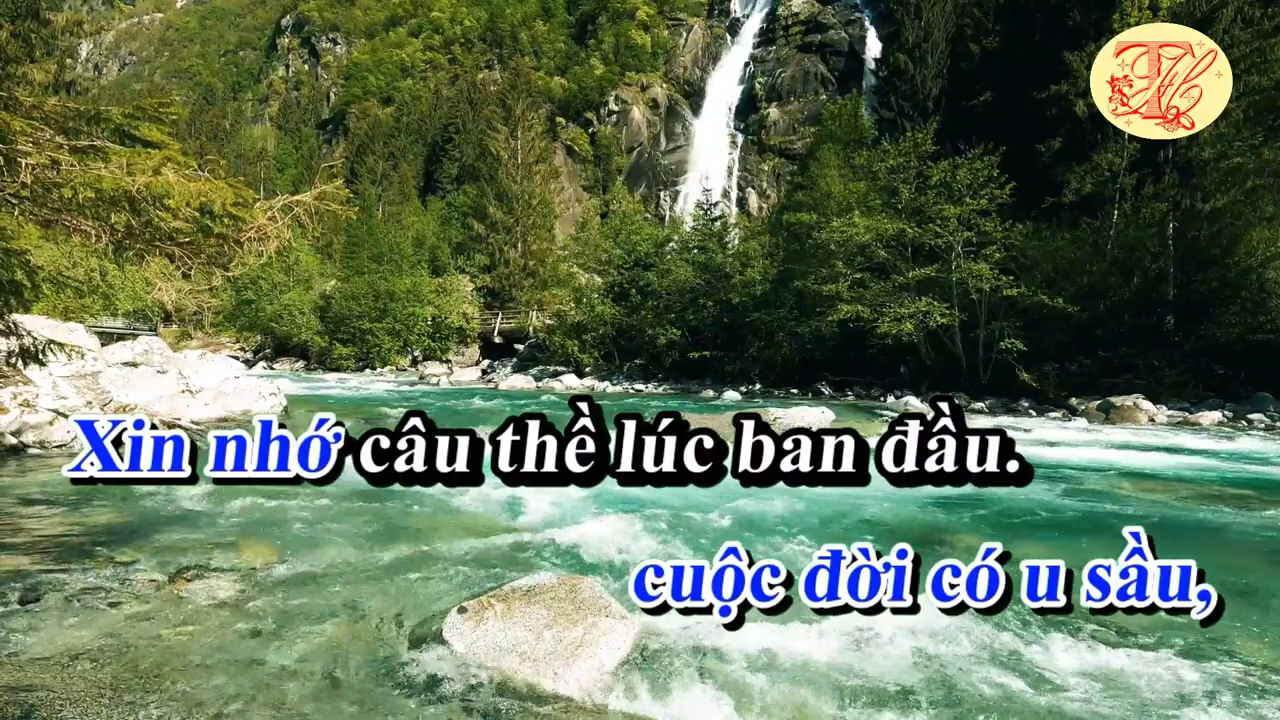 Xin nhớ câu thề lúc ban đầu.
cuộc đời có u sầu,